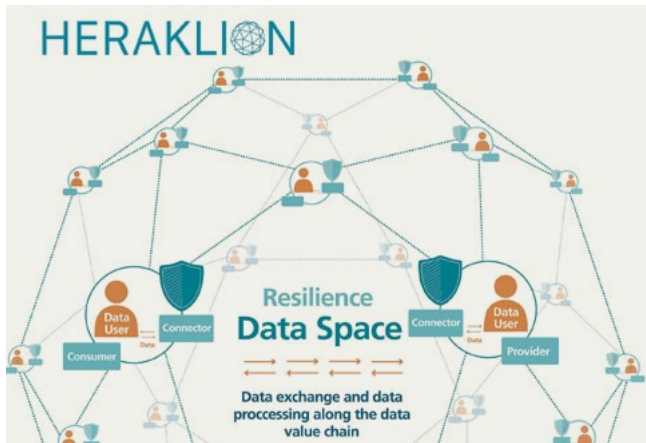 HERAKLION
Resilience
Data Space
Data
User
Connector
Data
Consumer
Connector
Data
User
Data
Provider
Data exchange and data
proccessing along the data
value chain